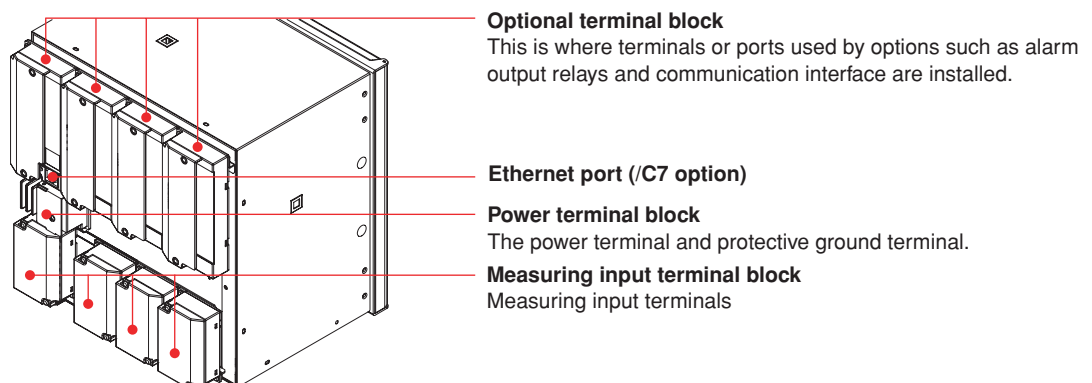 Optional terminal block
This is where terminals or ports used by options such as alarm
output relays and communication interface are installed.
Ethernet port (/C7 option)
Power terminal block
The power terminal and protective ground terminal.
Measuring input terminal block
Measuring input terminals